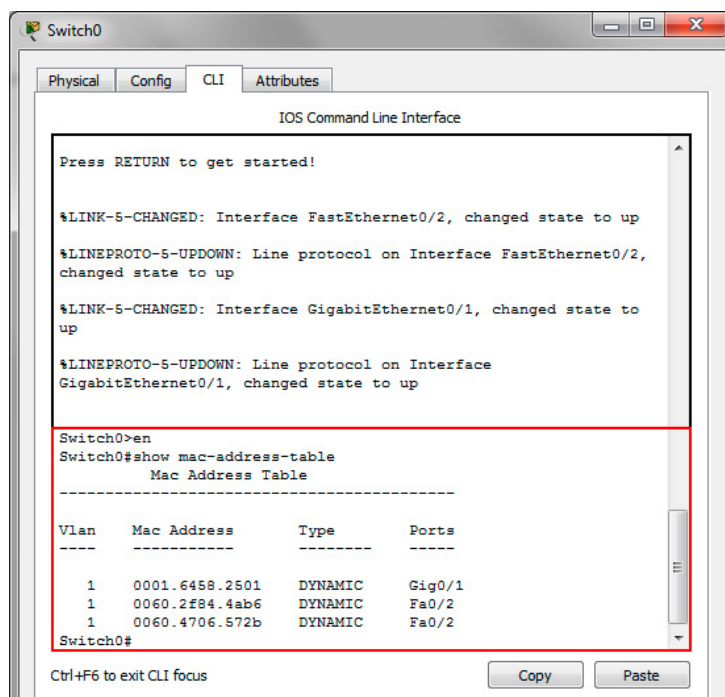 Switch0
Physical Config CLI Attributes
IOS Command Line Interface
Press RETURN to get started!
%LINK-5-CHANGED: Interface FastEthernet0/2, changed state to up
%LINEPROTO-5-UPDOWN: Line protocol on Interface FastEthernet0/2,
changed state to up
%LINK-5-CHANGED: Interface GigabitEthernet0/1, changed state to
up
%LINEPROTO-5-UPDOWN: Line protocol on Interface
GigabitEthernet0/1, changed state to up
Switch0>en
Switch0#show mac-address-table
Mac Address Table
-------------------------------------------
Vlan Mac Address Type Ports
---- ----------- -------- -----
1 0001.6458.2501 DYNAMIC Gig0/1
1 0060.2f84.4ab6 DYNAMIC Fa0/2
1 0060.4706.572b DYNAMIC Fa0/2
Switch0#
Ctrl+F6 to exit CLI focus Copy Paste